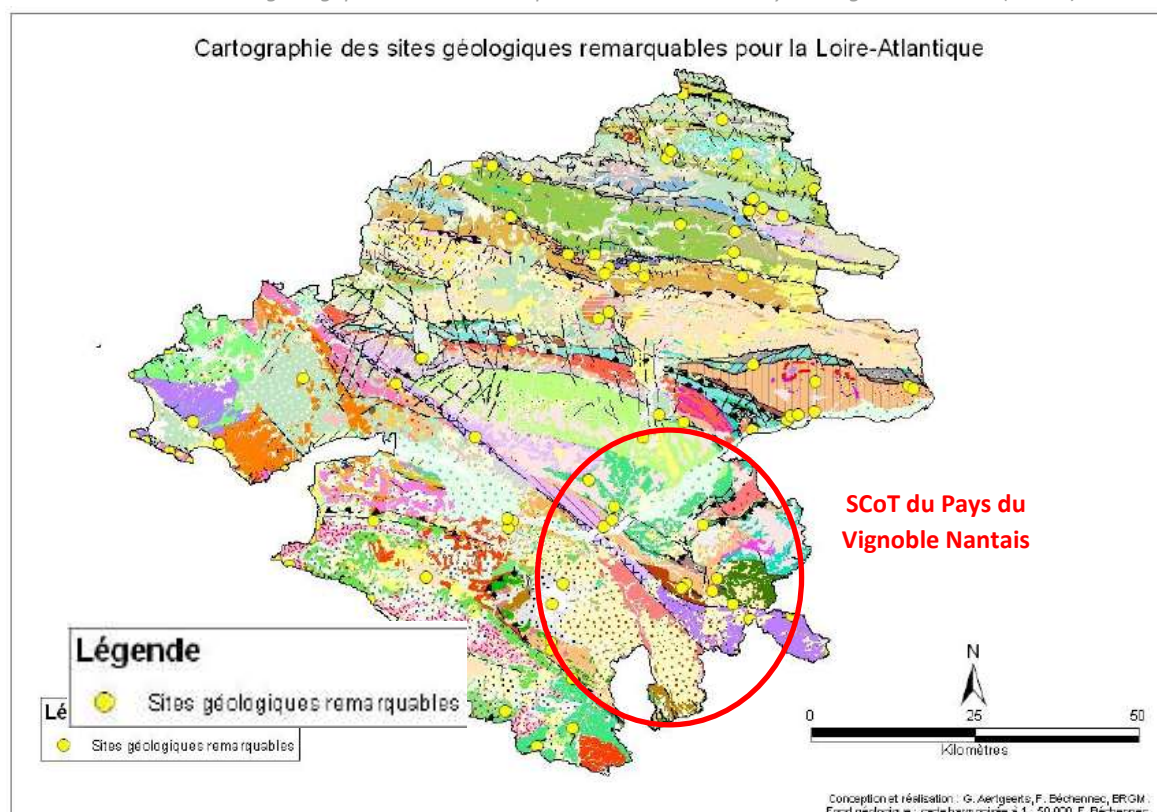 Cartographie des sites géologiques remarquables pour la Loire-Atlantique
SCoT du Pays du
Vignoble Nantais
Légende
Sites géologiques remarquables
Lé
Sites géologiques remarquables
N
0 25 50
Kilomètres
Conception et réalisation : G. Aertgeerts, F. Béchennec, BRGM